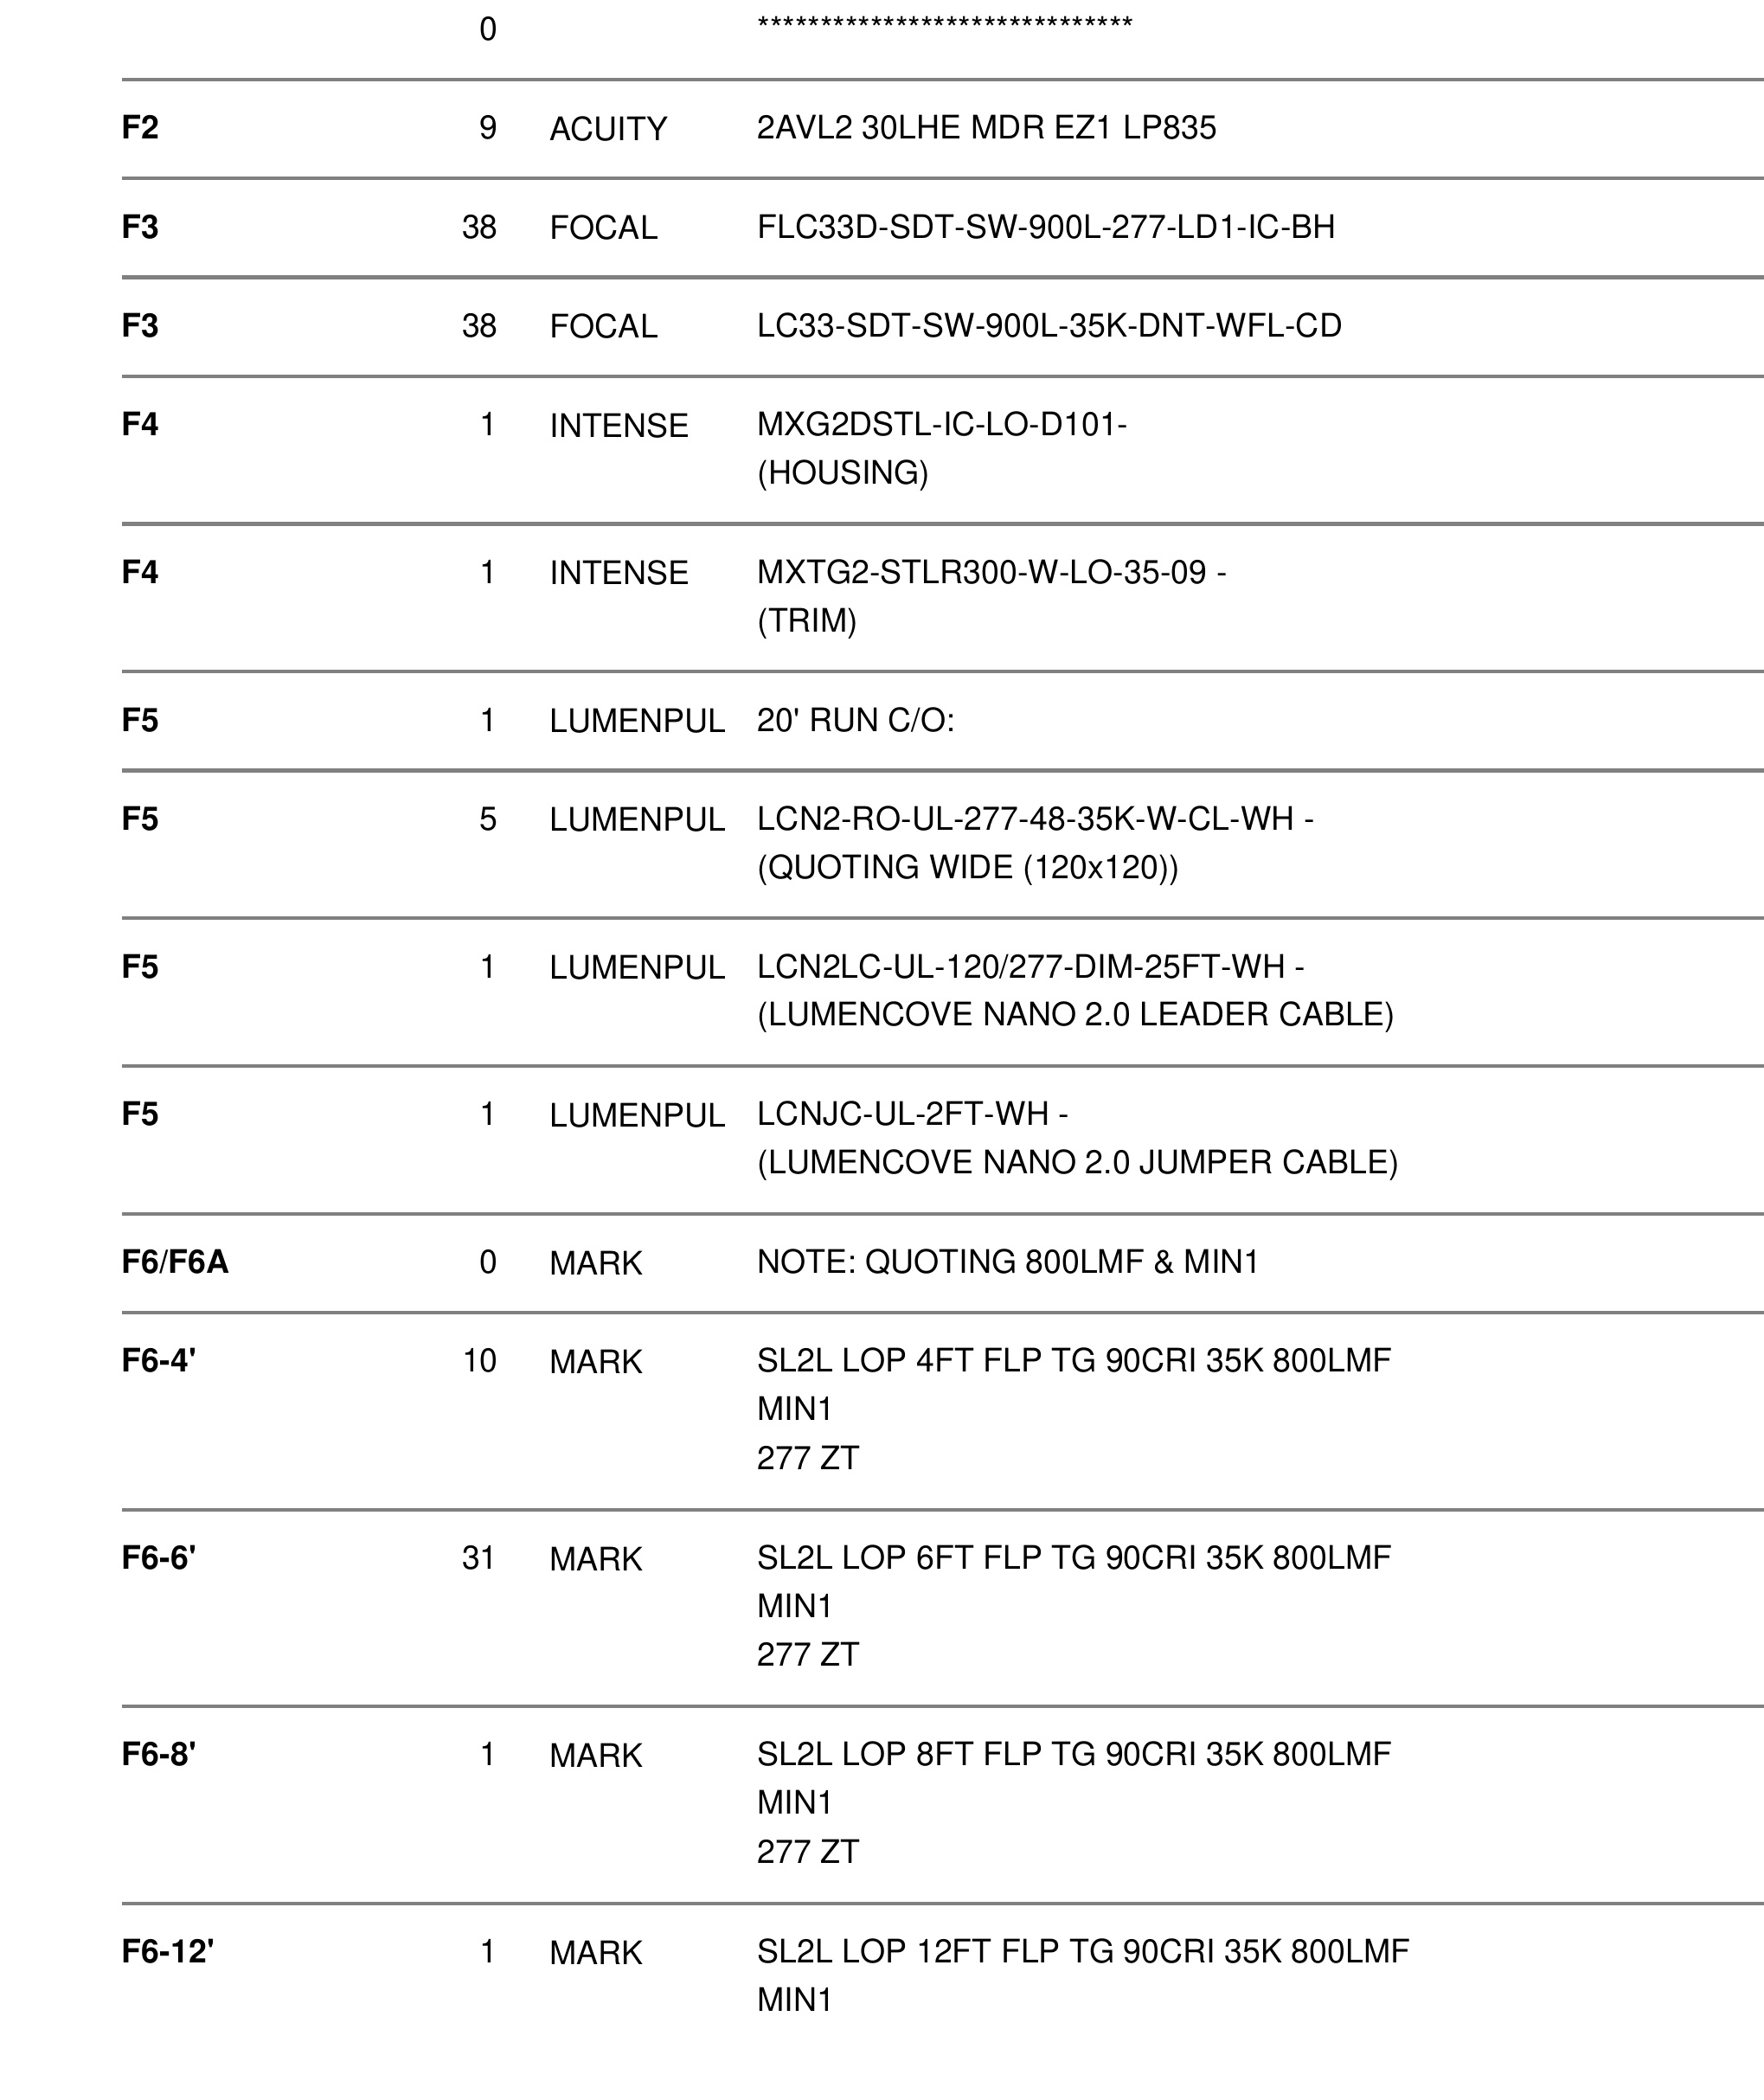 0 ******************************
F2 9 ACUITY 2AVL2 30LHE MDR EZ1 LP835
F3 38 FOCAL FLC33D-SDT-SW-900L-277-LD1-IC-BH
F3 38 FOCAL LC33-SDT-SW-900L-35K-DNT-WFL-CD
F4 1 INTENSE MXG2DSTL-IC-LO-D101-
(HOUSING)
F4 1 INTENSE MXTG2-STLR300-W-LO-35-09 -
(TRIM)
F5 1 LUMENPUL 20' RUN C/O:
F5 5 LUMENPUL LCN2-RO-UL-277-48-35K-W-CL-WH -
(QUOTING WIDE (120x120))
F5 1 LUMENPUL LCN2LC-UL-120/277-DIM-25FT-WH -
(LUMENCOVE NANO 2.0 LEADER CABLE)
F5 1 LUMENPUL LCNJC-UL-2FT-WH -
(LUMENCOVE NANO 2.0 JUMPER CABLE)
F6/F6A 0 MARK NOTE: QUOTING 800LMF & MIN1
F6-4' 10 MARK SL2L LOP 4FT FLP TG 90CRI 35K 800LMF
MIN1
277 ZT
F6-6' 31 MARK SL2L LOP 6FT FLP TG 90CRI 35K 800LMF
MIN1
277 ZT
F6-8' 1 MARK SL2L LOP 8FT FLP TG 90CRI 35K 800LMF
MIN1
277 ZT
F6-12' 1 MARK SL2L LOP 12FT FLP TG 90CRI 35K 800LMF
MIN1